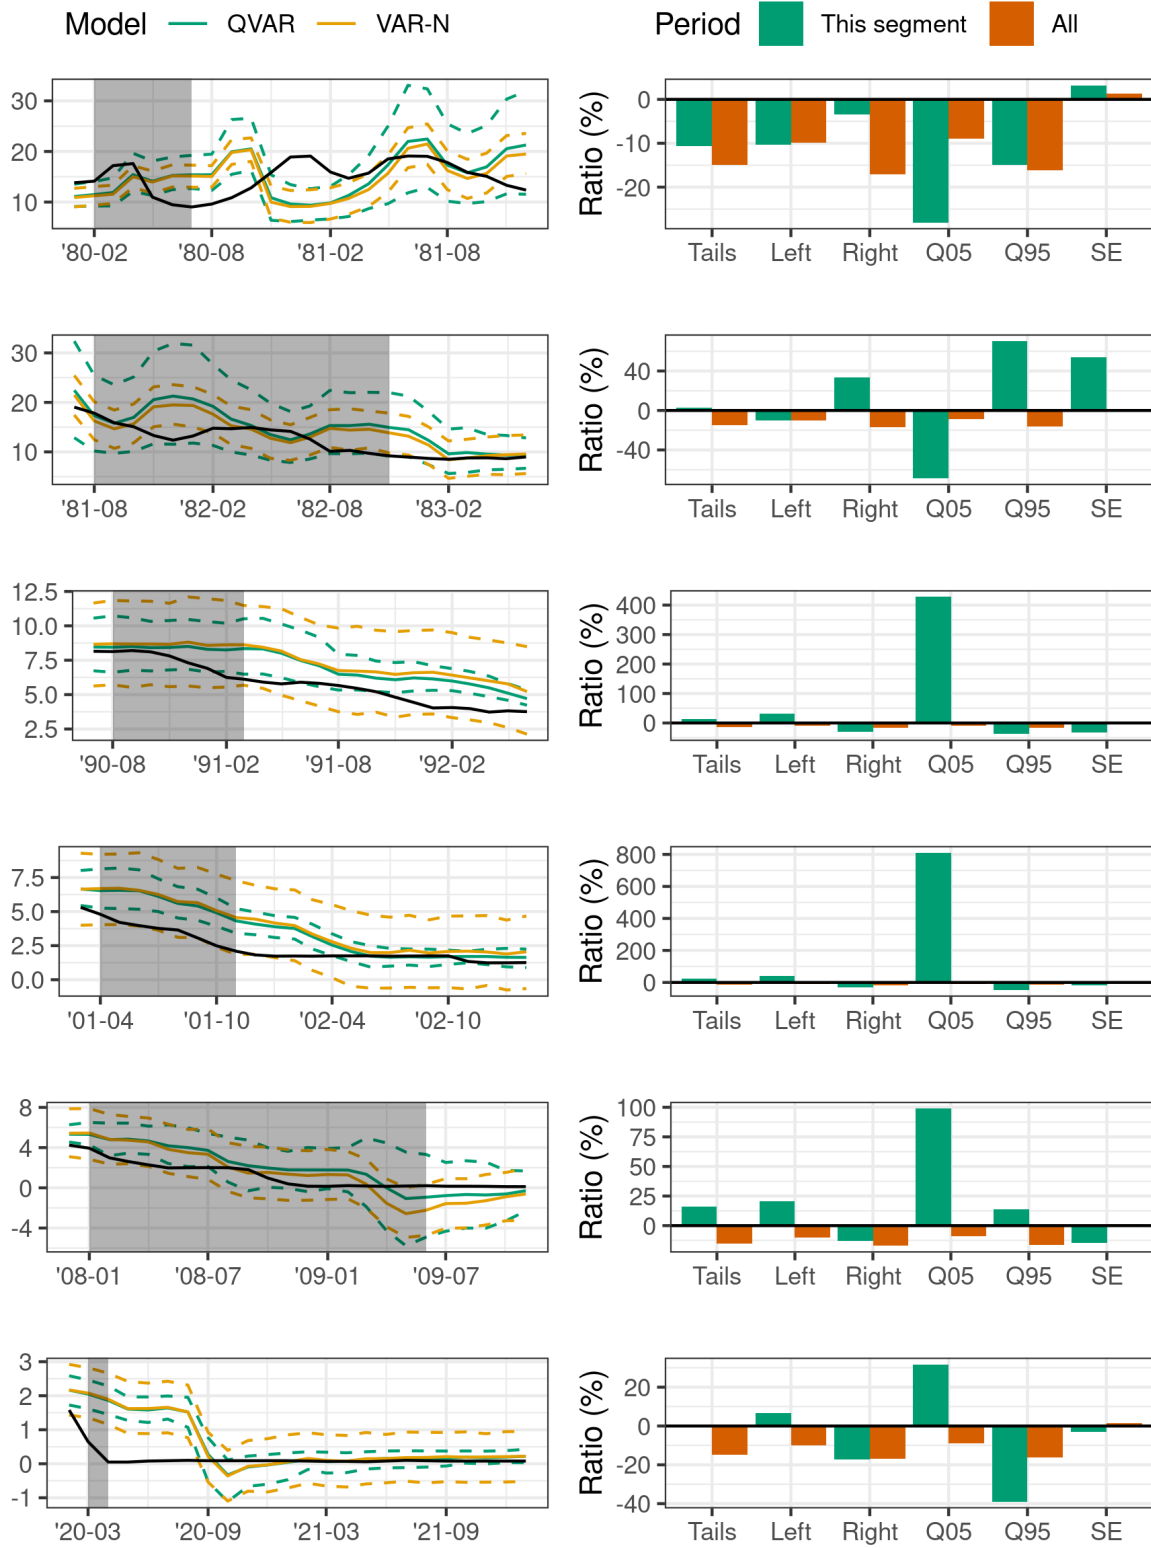 Model QVAR VAR-N
Period This segment All
30
20
10
'80-02 '80-08 '81-02 '81-08
Ratio (%)
0
-10
-20
Tails Left Right Q05 Q95 SE
30
20
10
'81-08 '82-02 '82-08 '83-02
Ratio (%)
40
0
-40
Tails Left Right Q05 Q95 SE
12.5
10.0
7.5
5.0
2.5
'90-08 '91-02 '91-08 '92-02
Ratio (%)
400
300
200
100
0
Tails Left Right Q05 Q95 SE
7.5
5.0
2.5
0.0
'01-04 '01-10 '02-04 '02-10
Ratio (%)
800
600
400
200
0
Tails Left Right Q05 Q95 SE
8
4
0
-4
'08-01 '08-07 '09-01 '09-07
Ratio (%)
100
75
50
25
0
Tails Left Right Q05 Q95 SE
3
2
1
0
-1
'20-03 '20-09 '21-03 '21-09
Ratio (%)
20
0
-20
-40
Tails Left Right Q05 Q95 SE